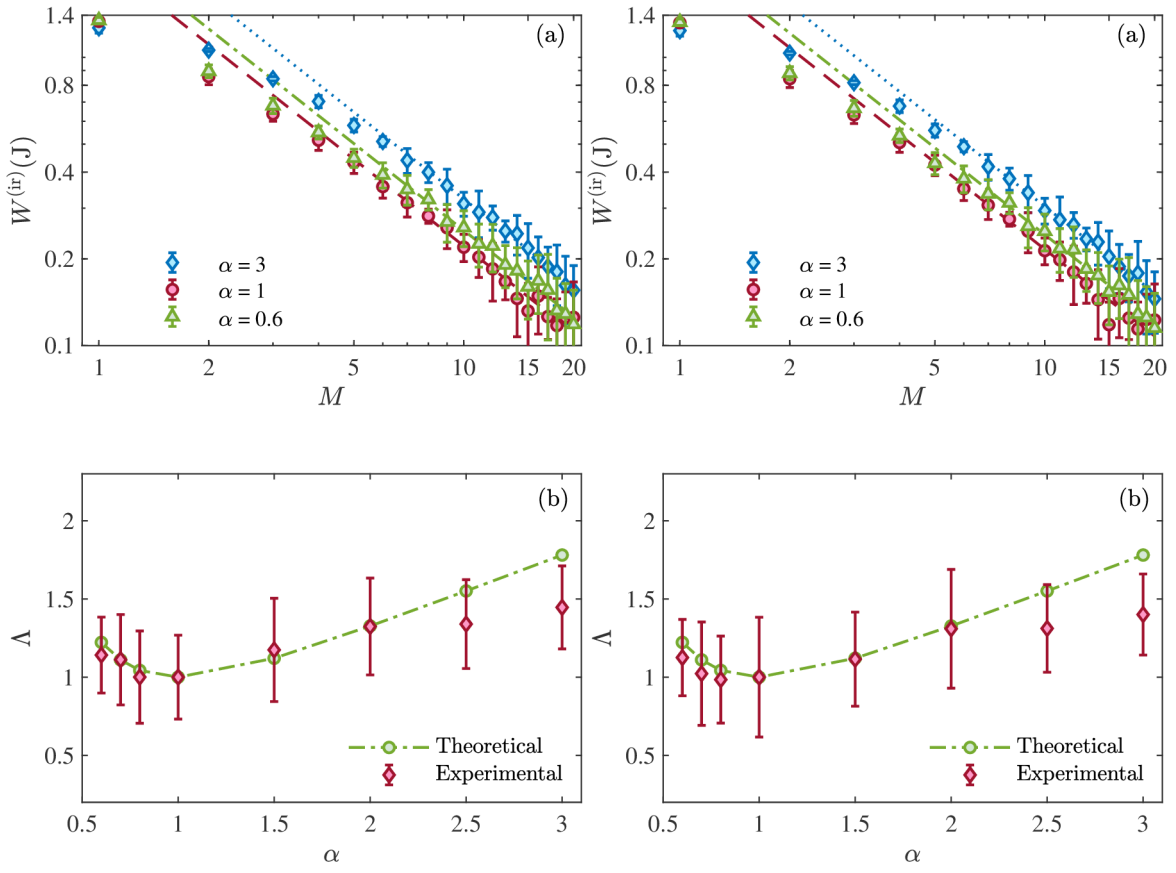 (a)
W^(ir)(J)
1.4
0.8
0.4
0.2
0.1
α = 3
α = 1
α = 0.6
1 2 5 10 15 20
M
(a)
W^(ir)(J)
1.4
0.8
0.4
0.2
0.1
α = 3
α = 1
α = 0.6
1 2 5 10 15 20
M
(b)
Λ
2
1.5
1
0.5
Theoretical
Experimental
0.5 1 1.5 2 2.5 3
α
(b)
Λ
2
1.5
1
0.5
Theoretical
Experimental
0.5 1 1.5 2 2.5 3
α